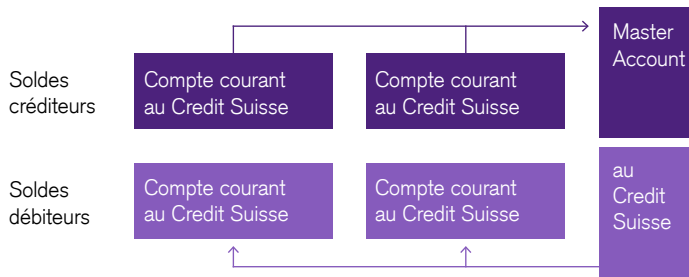 Soldes
créditeurs
Compte courant
au Credit Suisse
Compte courant
au Credit Suisse
Master
Account
Soldes
débiteurs
Compte courant
au Credit Suisse
Compte courant
au Credit Suisse
au
Credit
Suisse